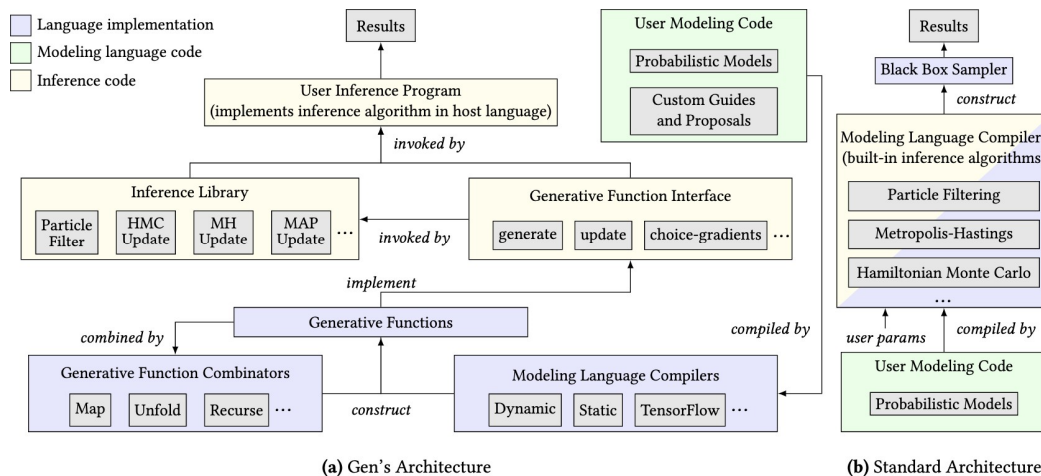 Language implementation
Modeling language code
Inference code
Results
User Inference Program
(implements inference algorithm in host language)
invoked by
Inference Library
Particle
Filter
HMC
Update
MH
Update
MAP
Update
...
invoked by
Generative Function Interface
generate
update
choice-gradients
...
implement
Generative Functions
combined by
Generative Function Combinators
Map
Unfold
Recurse
...
construct
Modeling Language Compilers
Dynamic
Static
TensorFlow
...
User Modeling Code
Probabilistic Models
Custom Guides
and Proposals
compiled by
(a) Gen's Architecture
Results
Black Box Sampler
construct
Modeling Language Compiler
(built-in inference algorithms
Particle Filtering
Metropolis-Hastings
Hamiltonian Monte Carlo
...
user params
compiled by
User Modeling Code
Probabilistic Models
(b) Standard Architecture